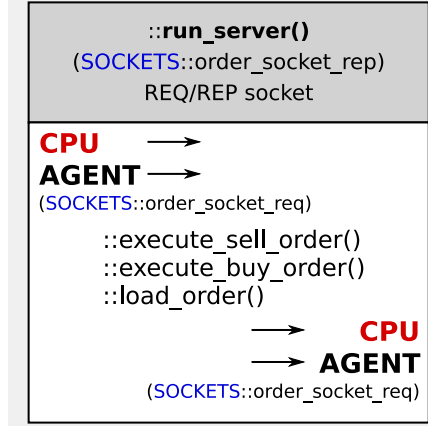 ::run_server()
(SOCKETS::order_socket_rep)
REQ/REP socket
CPU
AGENT
(SOCKETS::order_socket_req)
::execute_sell_order()
::execute_buy_order()
::load_order()
CPU
AGENT
(SOCKETS::order_socket_req)